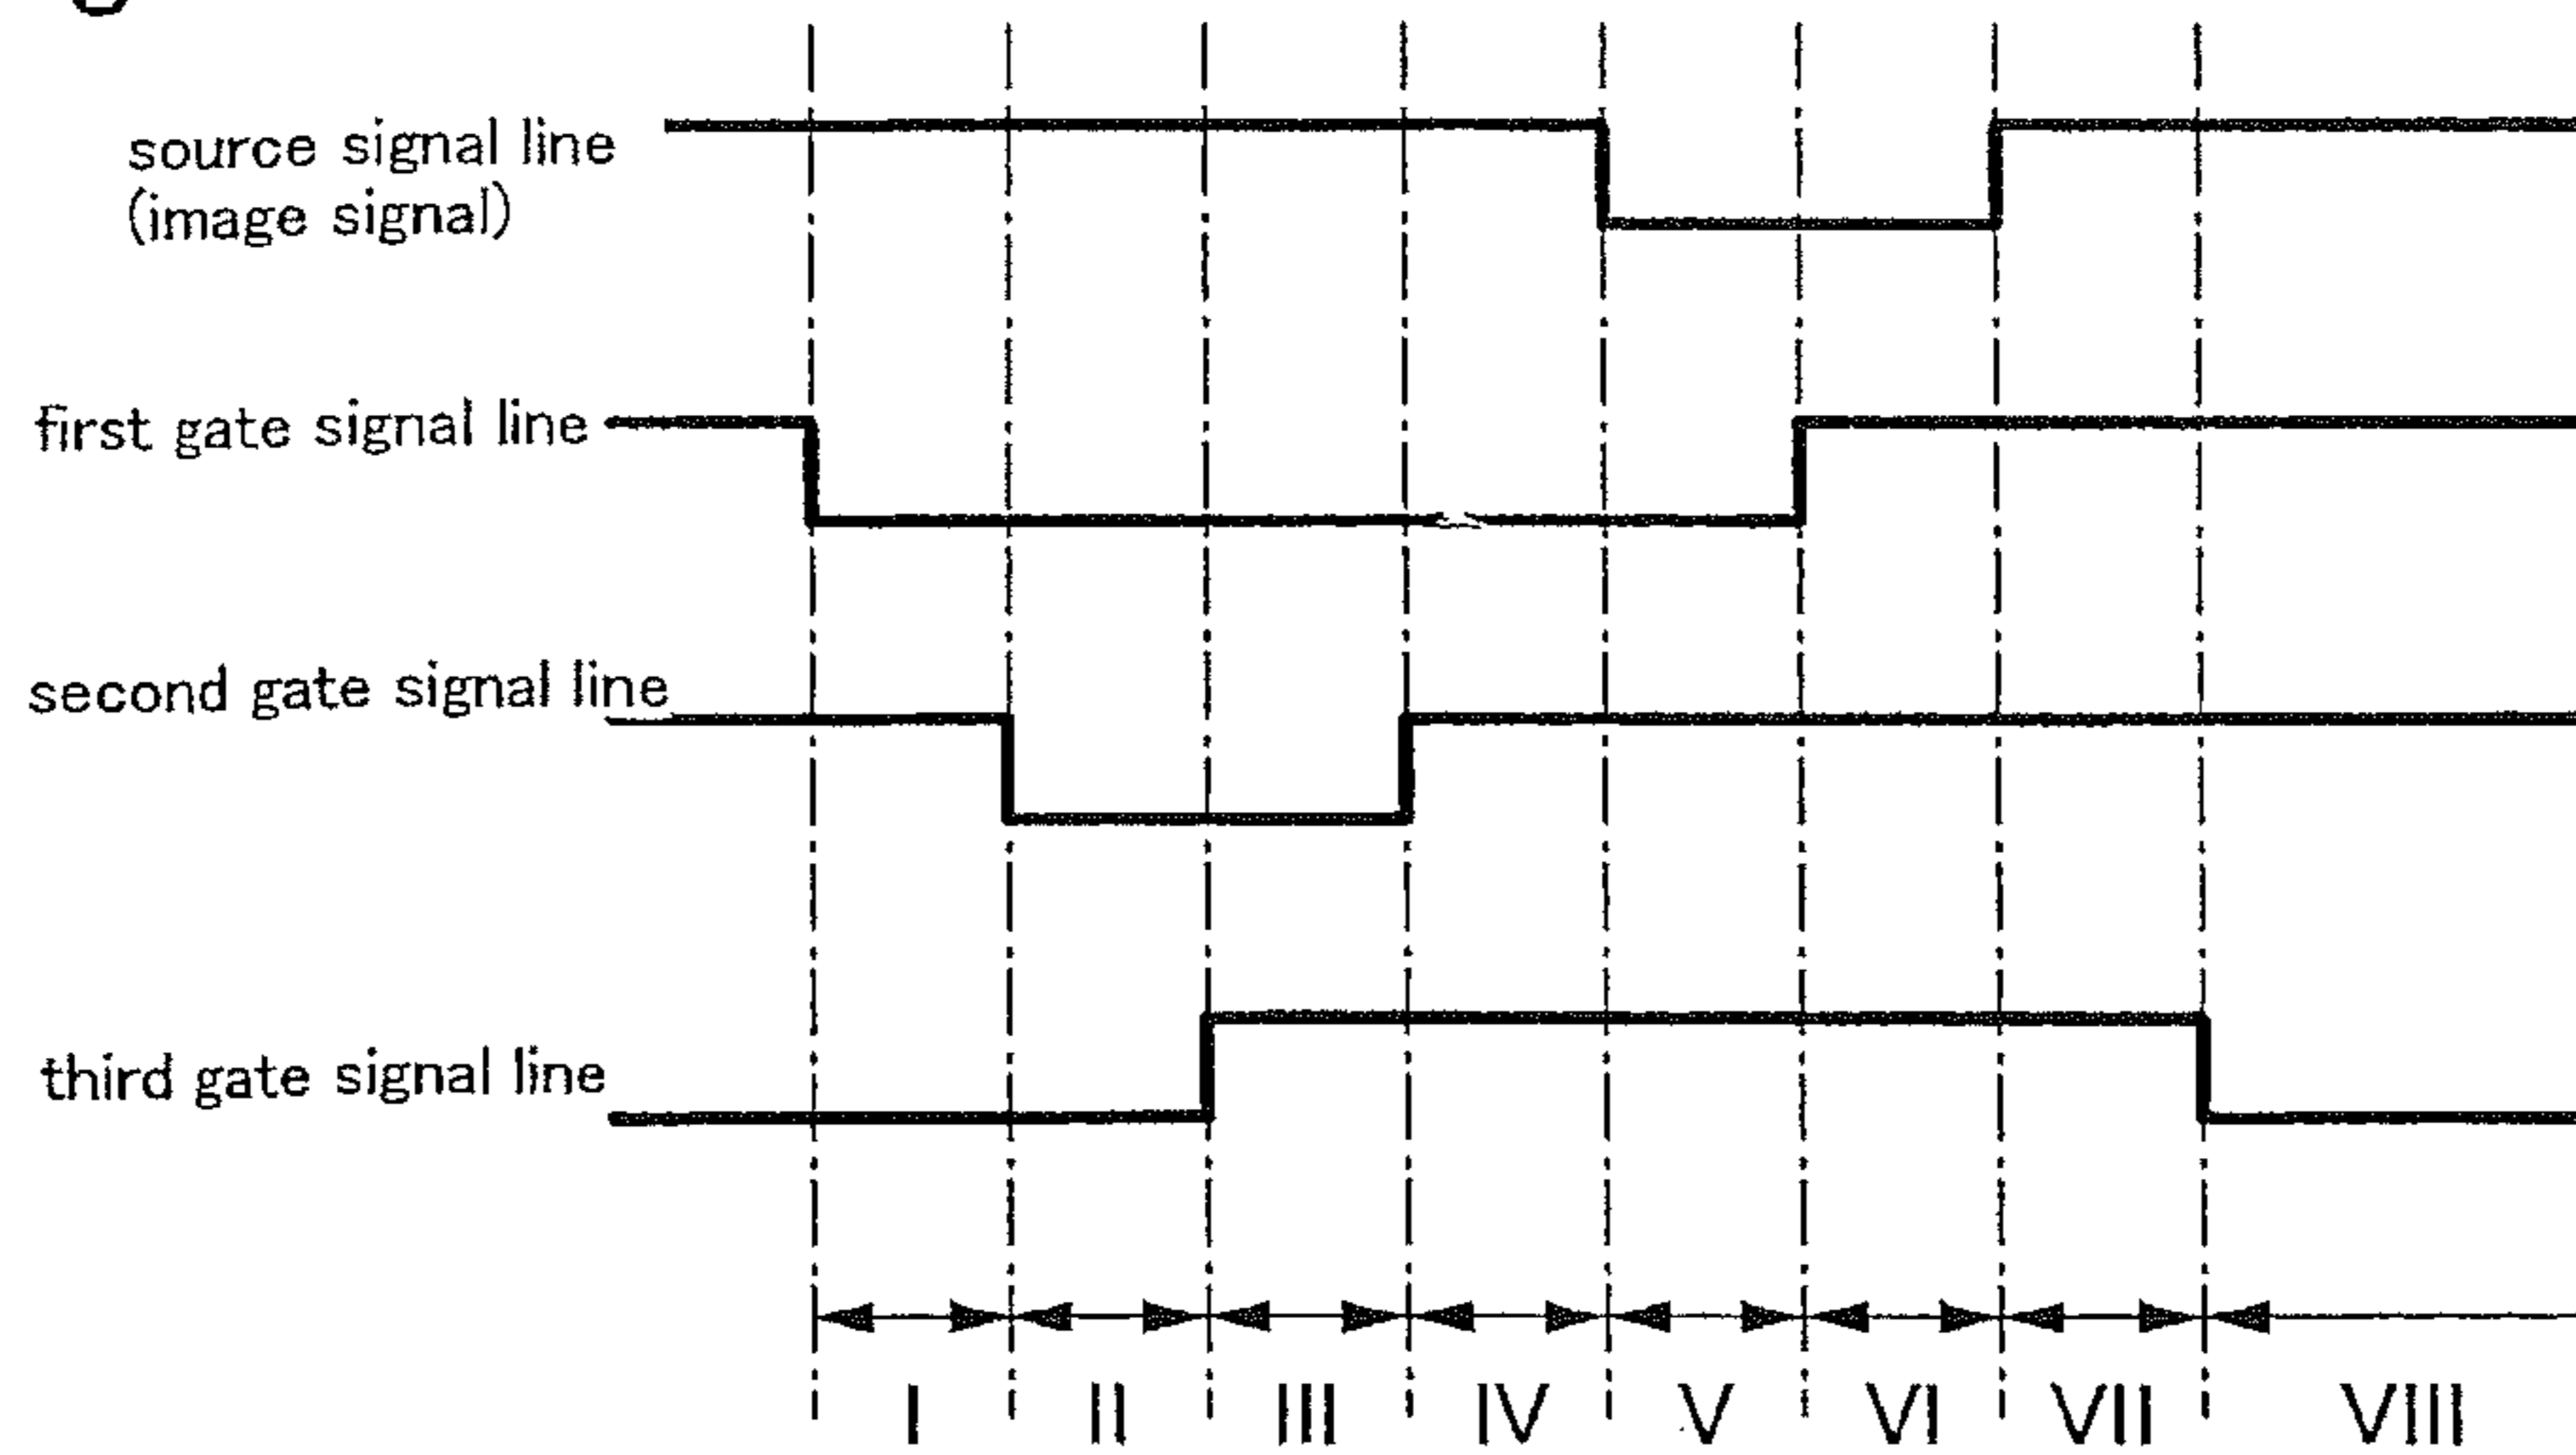 source signal line
(image signal)
first gate signal line
second gate signal line
third gate signal line
I II III IV V VI VII VIII